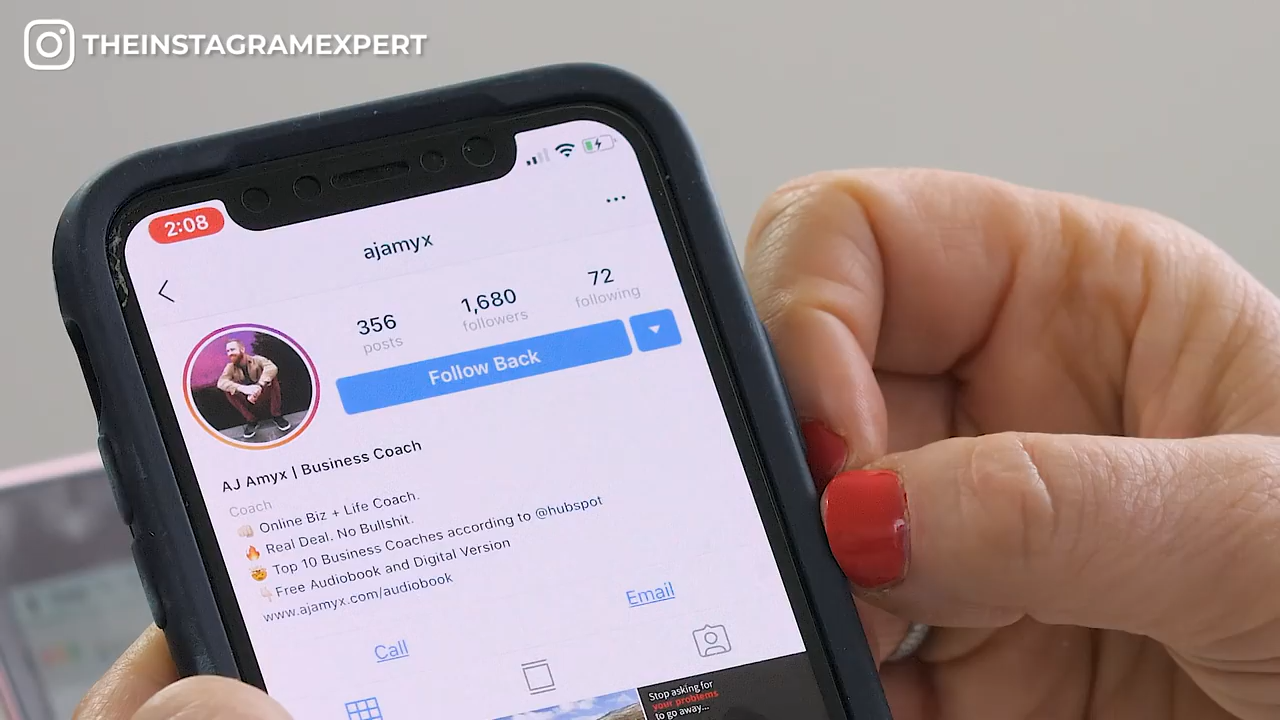 THEINSTAGRAMEXPERT
2:08
ajamyx
356 1,680 72
posts followers following
Follow Back
AJ Amyx | Business Coach
Coach
👊🏻 Online Biz + Life Coach.
🔥 Real Deal. No Bullshit.
🤯 Top 10 Business Coaches according to @hubspot
👇🏻 Free Audiobook and Digital Version
www.ajamyx.com/audiobook
Call Email
Stop asking for
your problems
to go away...